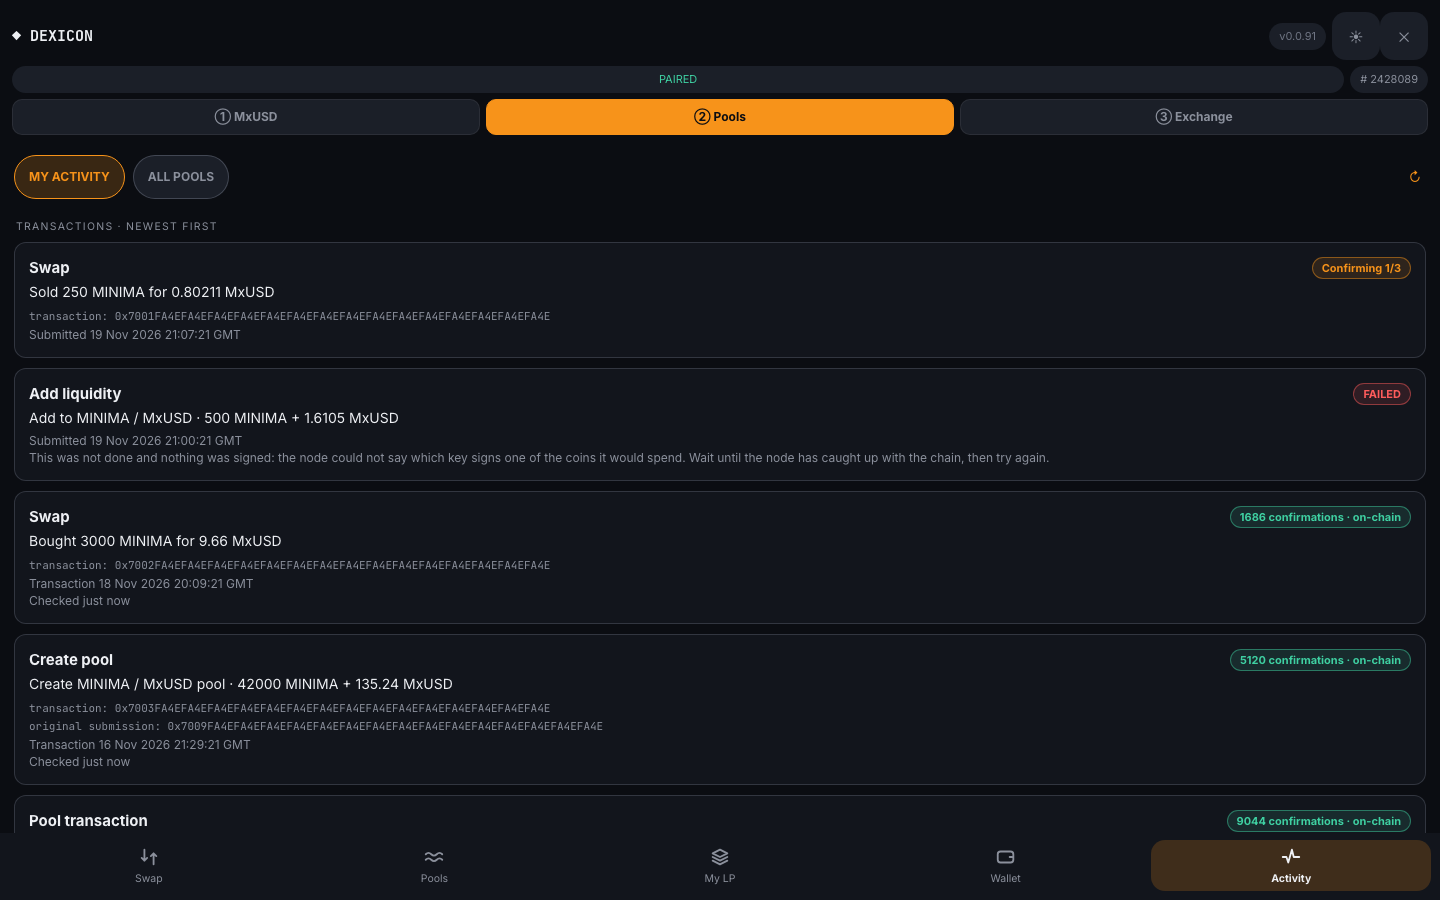 ◆ DEXICON
v0.0.91
PAIRED
# 2428089
① MxUSD
② Pools
③ Exchange
MY ACTIVITY
ALL POOLS
TRANSACTIONS · NEWEST FIRST
Swap
Confirming 1/3
Sold 250 MINIMA for 0.80211 MxUSD
transaction: 0x7001FA4EFA4EFA4EFA4EFA4EFA4EFA4EFA4EFA4EFA4EFA4EFA4EFA4EFA4EFA4E
Submitted 19 Nov 2026 21:07:21 GMT
Add liquidity
FAILED
Add to MINIMA / MxUSD · 500 MINIMA + 1.6105 MxUSD
Submitted 19 Nov 2026 21:00:21 GMT
This was not done and nothing was signed: the node could not say which key signs one of the coins it would spend. Wait until the node has caught up with the chain, then try again.
Swap
1686 confirmations · on-chain
Bought 3000 MINIMA for 9.66 MxUSD
transaction: 0x7002FA4EFA4EFA4EFA4EFA4EFA4EFA4EFA4EFA4EFA4EFA4EFA4EFA4EFA4EFA4E
Transaction 18 Nov 2026 20:09:21 GMT
Checked just now
Create pool
5120 confirmations · on-chain
Create MINIMA / MxUSD pool · 42000 MINIMA + 135.24 MxUSD
transaction: 0x7003FA4EFA4EFA4EFA4EFA4EFA4EFA4EFA4EFA4EFA4EFA4EFA4EFA4EFA4EFA4E
original submission: 0x7009FA4EFA4EFA4EFA4EFA4EFA4EFA4EFA4EFA4EFA4EFA4EFA4EFA4EFA4EFA4E
Transaction 16 Nov 2026 21:29:21 GMT
Checked just now
Pool transaction
9044 confirmations · on-chain
Swap
Pools
My LP
Wallet
Activity